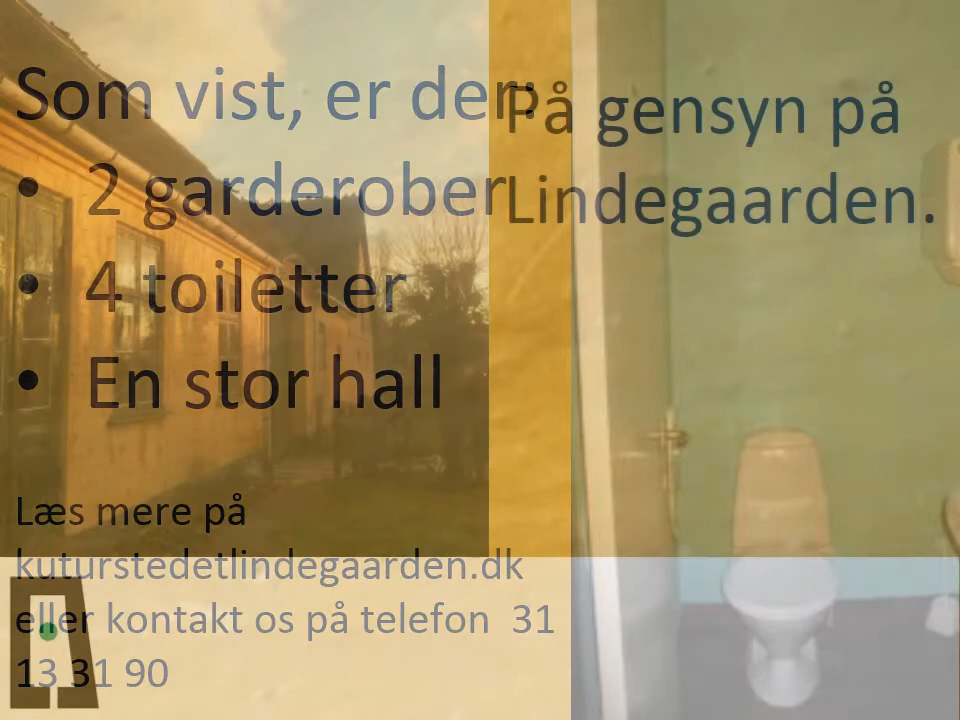 Som vist, er der:
• 2 garderober
• 4 toiletter
• En stor hall
Læs mere på
kuturstedetlindegaarden.dk
eller kontakt os på telefon 31
13 31 90
På gensyn på
Lindegaarden.